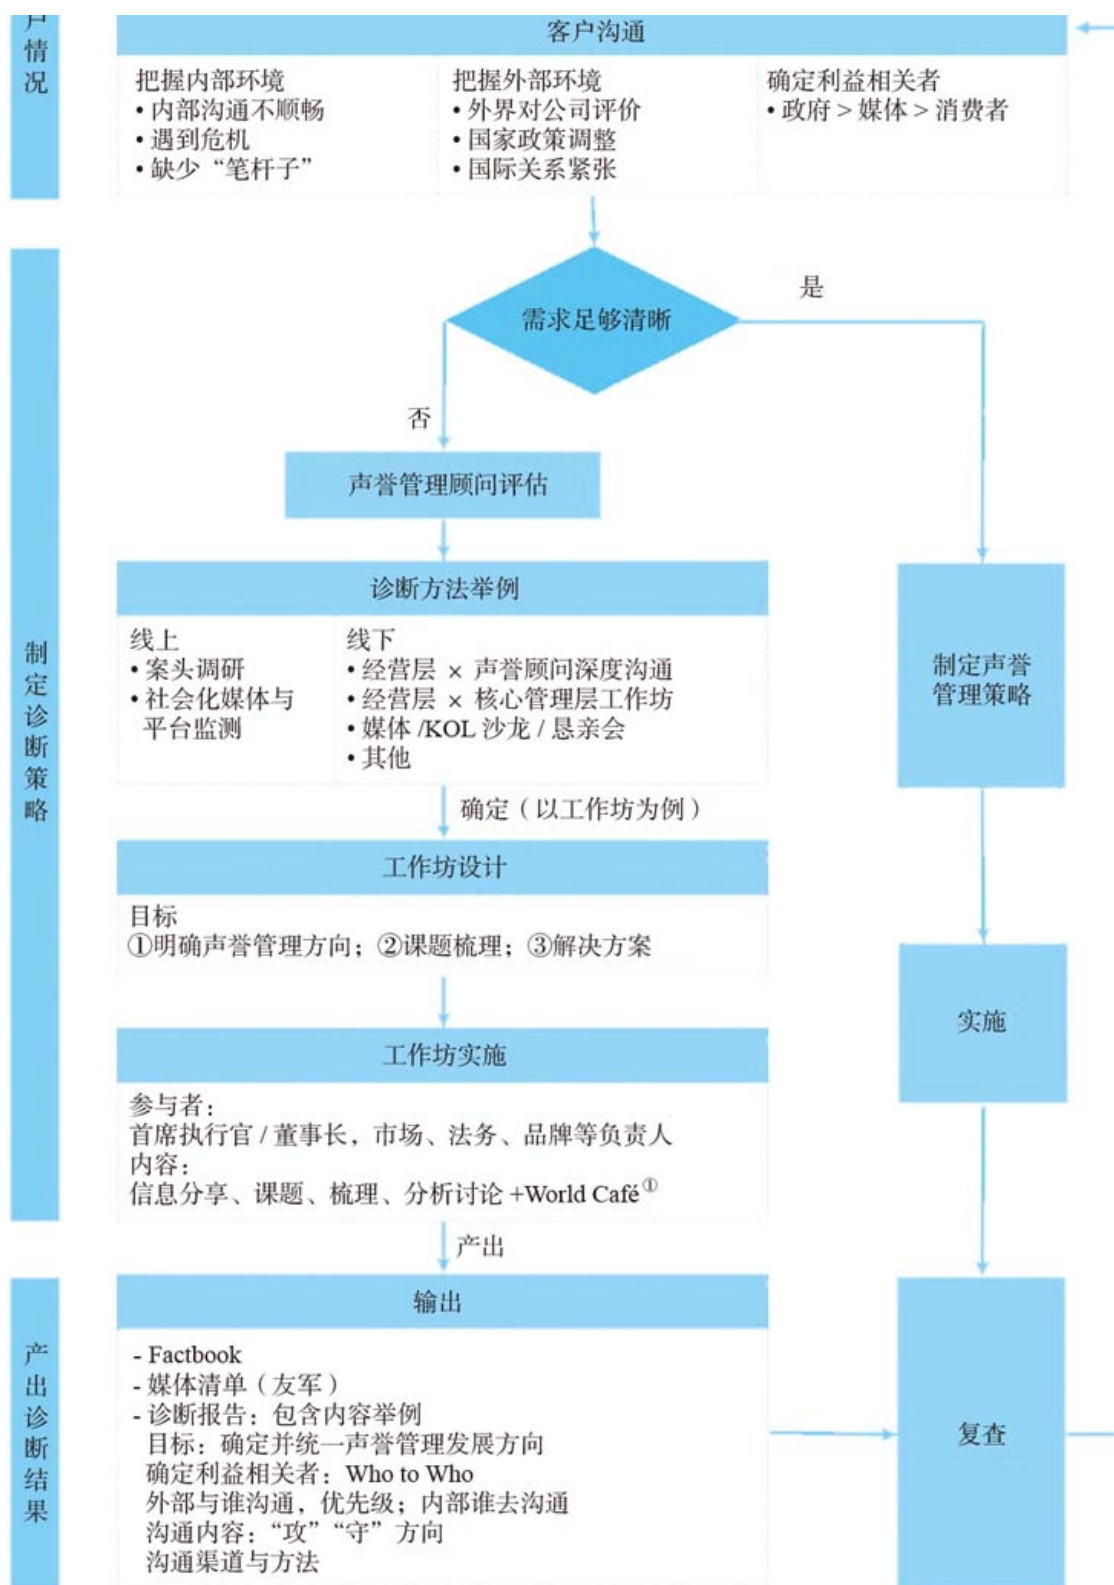 户情况
客户沟通
把握内部环境
• 内部沟通不顺畅
• 遇到危机
• 缺少“笔杆子”
把握外部环境
• 外界对公司评价
• 国家政策调整
• 国际关系紧张
确定利益相关者
• 政府 > 媒体 > 消费者
制定诊断策略
需求足够清晰
是
否
声誉管理顾问评估
诊断方法举例
线上
• 案头调研
• 社会化媒体与
平台监测
线下
• 经营层 × 声誉顾问深度沟通
• 经营层 × 核心管理层工作坊
• 媒体 /KOL 沙龙 / 恳亲会
• 其他
制定声誉
管理策略
确定（以工作坊为例）
工作坊设计
目标
①明确声誉管理方向；②课题梳理；③解决方案
实施
工作坊实施
参与者：
首席执行官 / 董事长，市场、法务、品牌等负责人
内容：
信息分享、课题、梳理、分析讨论 +World Café①
产出
产出诊断结果
输出
- Factbook
- 媒体清单（友军）
- 诊断报告：包含内容举例
目标：确定并统一声誉管理发展方向
确定利益相关者：Who to Who
外部与谁沟通，优先级；内部谁去沟通
沟通内容：“攻”“守”方向
沟通渠道与方法
复查